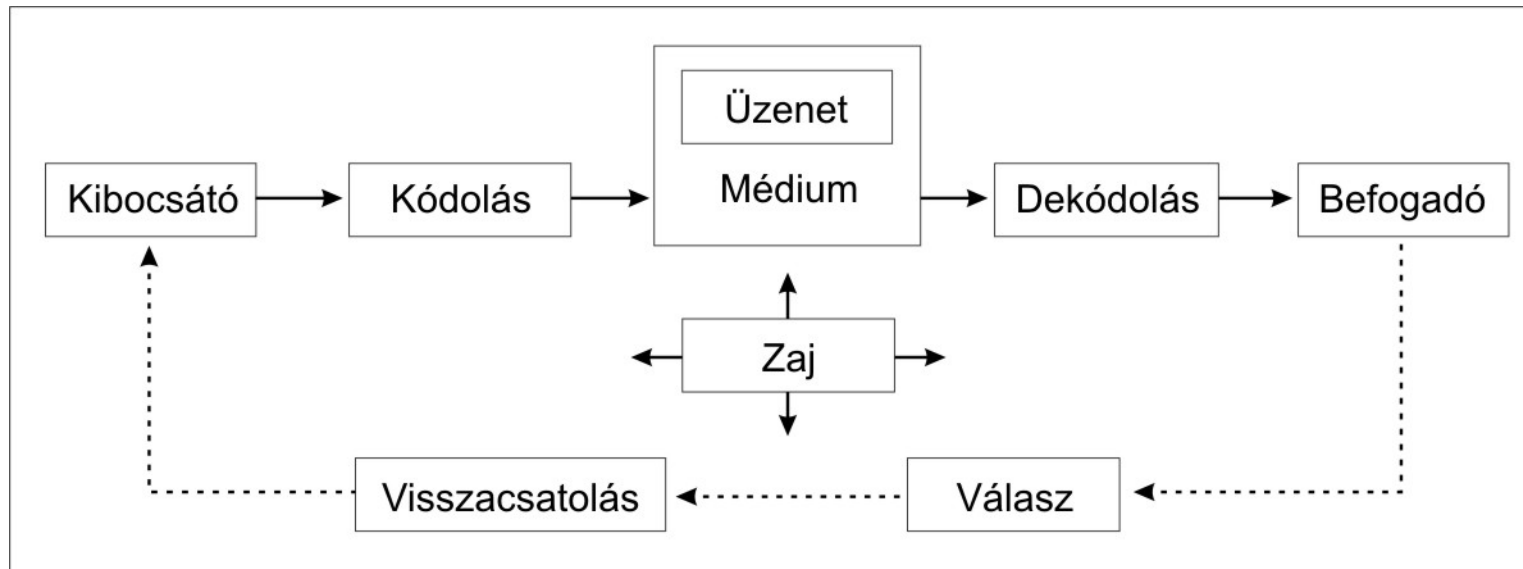 Üzenet
Médium
Kibocsátó
Kódolás
Dekódolás
Befogadó
Zaj
Visszacsatolás
Válasz